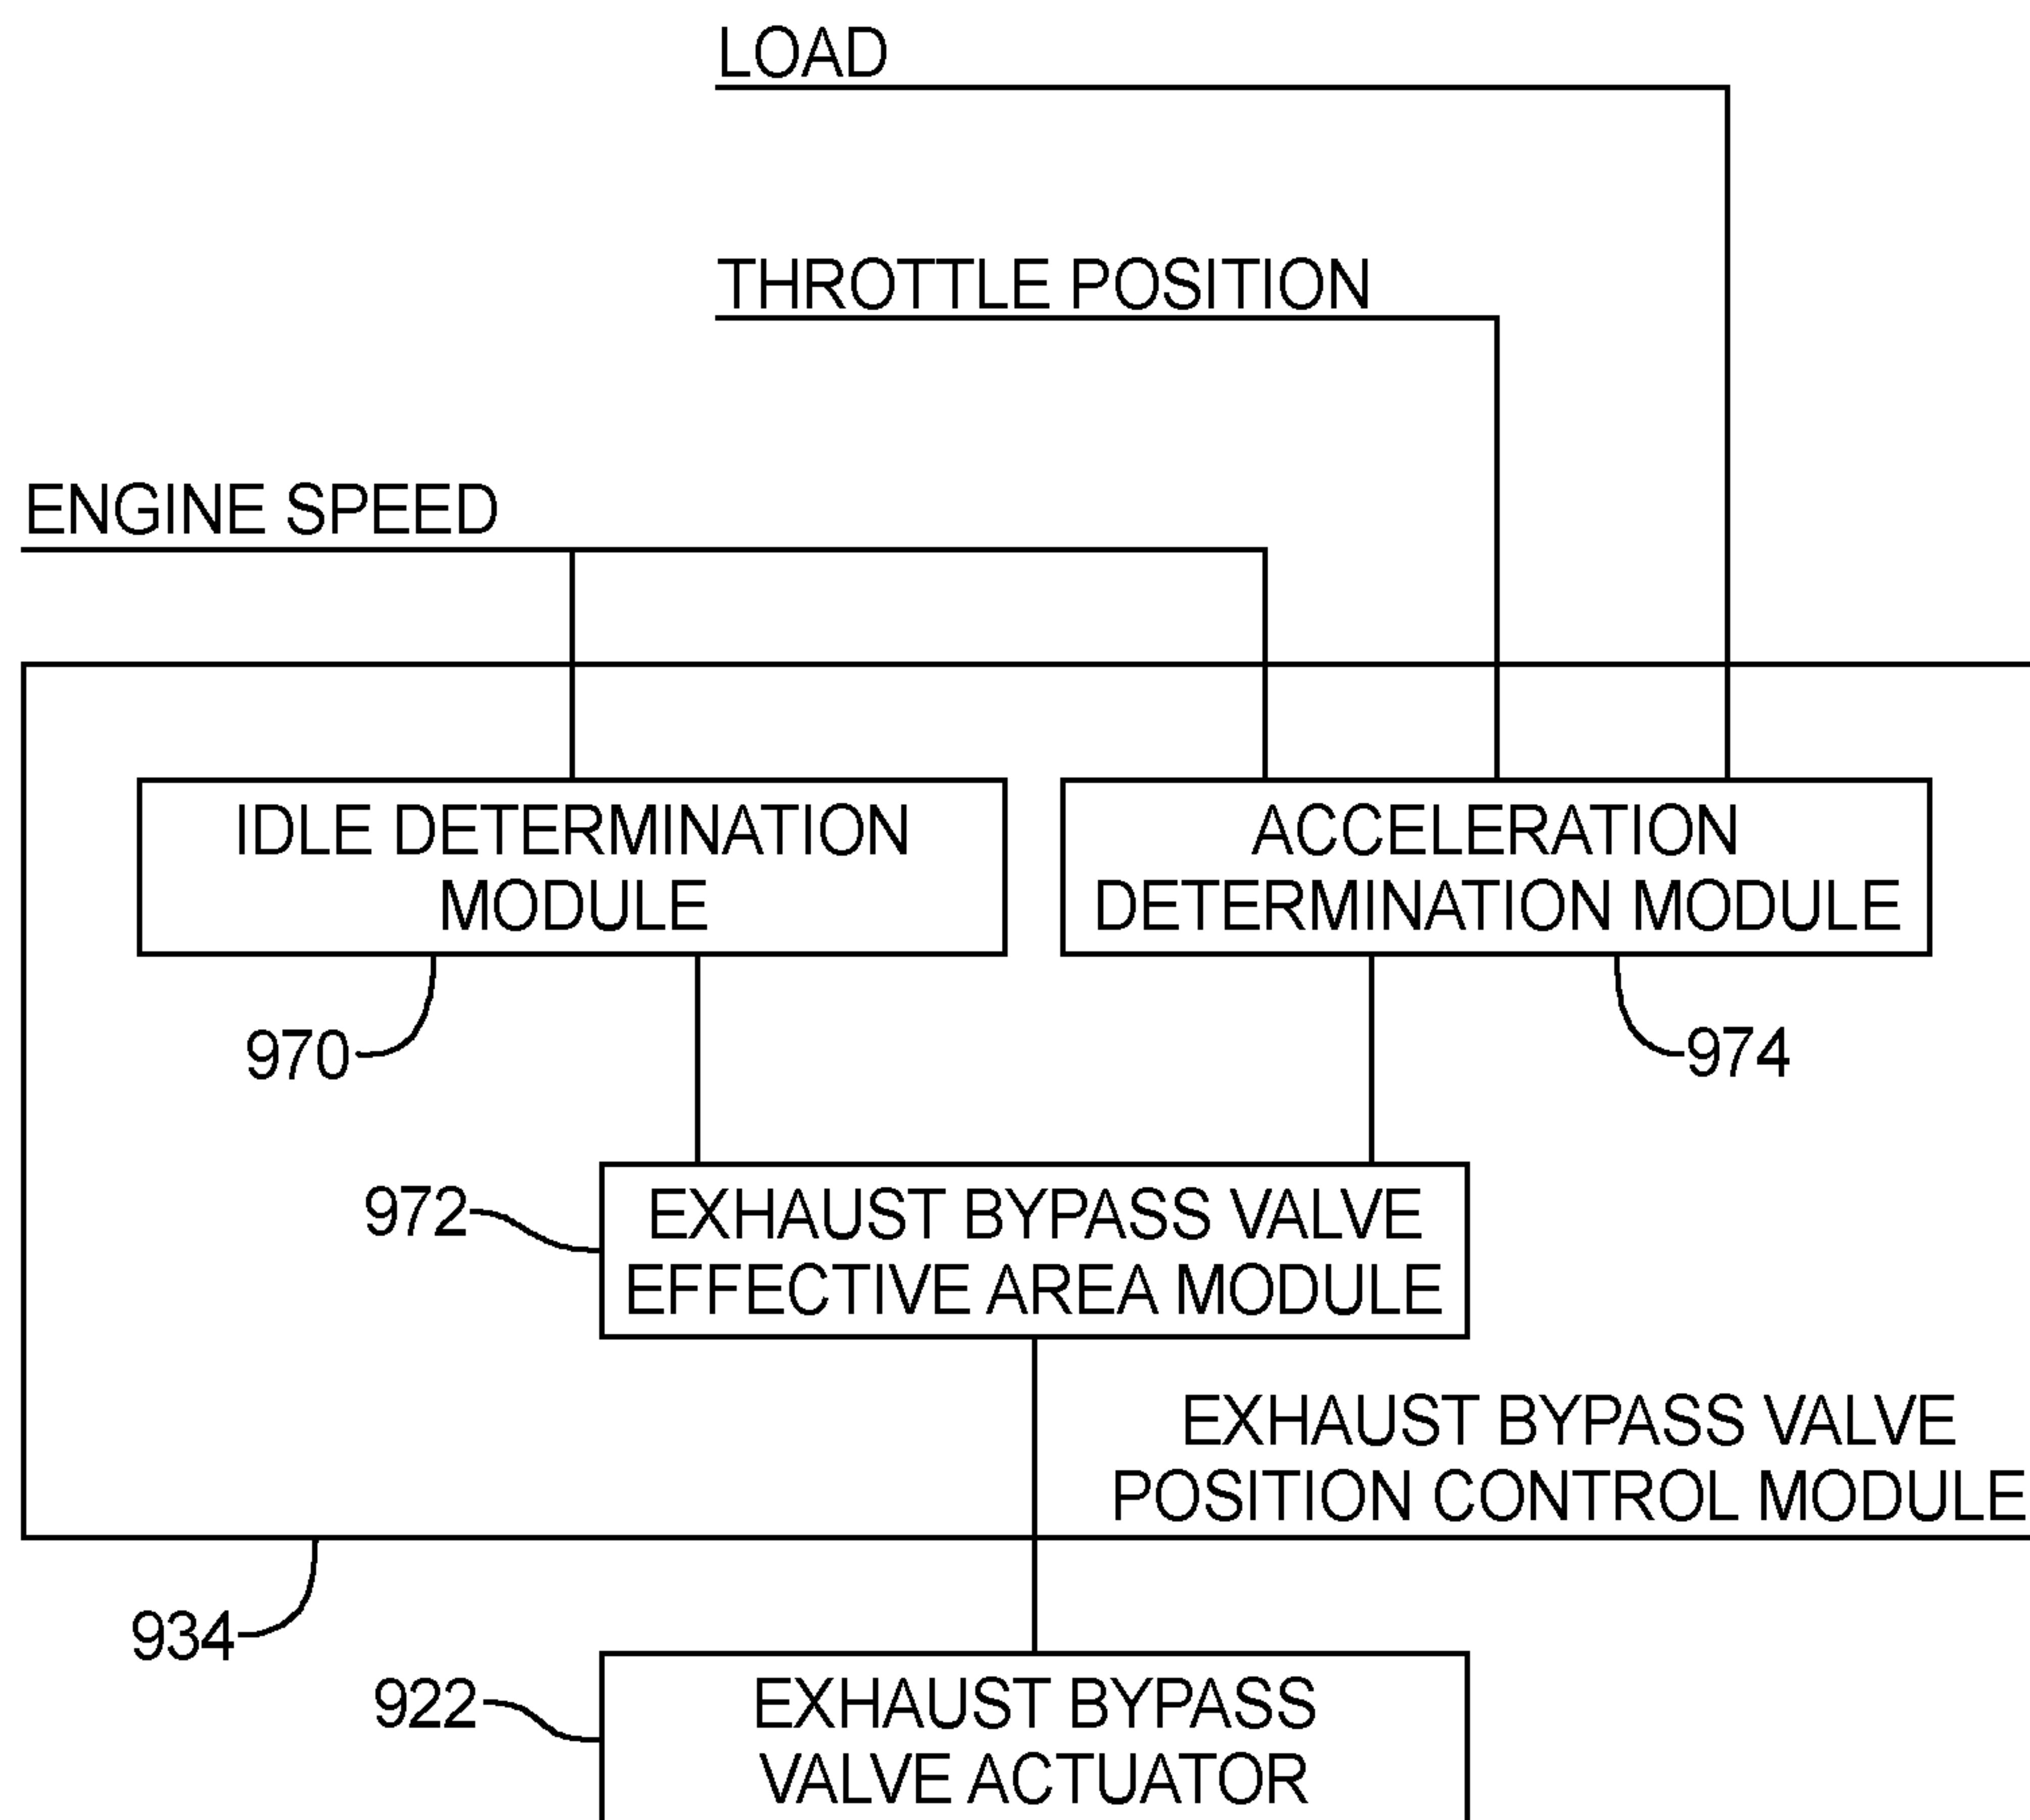 LOAD
THROTTLE POSITION
ENGINE SPEED
IDLE DETERMINATION
MODULE
ACCELERATION
DETERMINATION MODULE
970
974
972
EXHAUST BYPASS VALVE
EFFECTIVE AREA MODULE
EXHAUST BYPASS VALVE
POSITION CONTROL MODULE
934
922
EXHAUST BYPASS
VALVE ACTUATOR